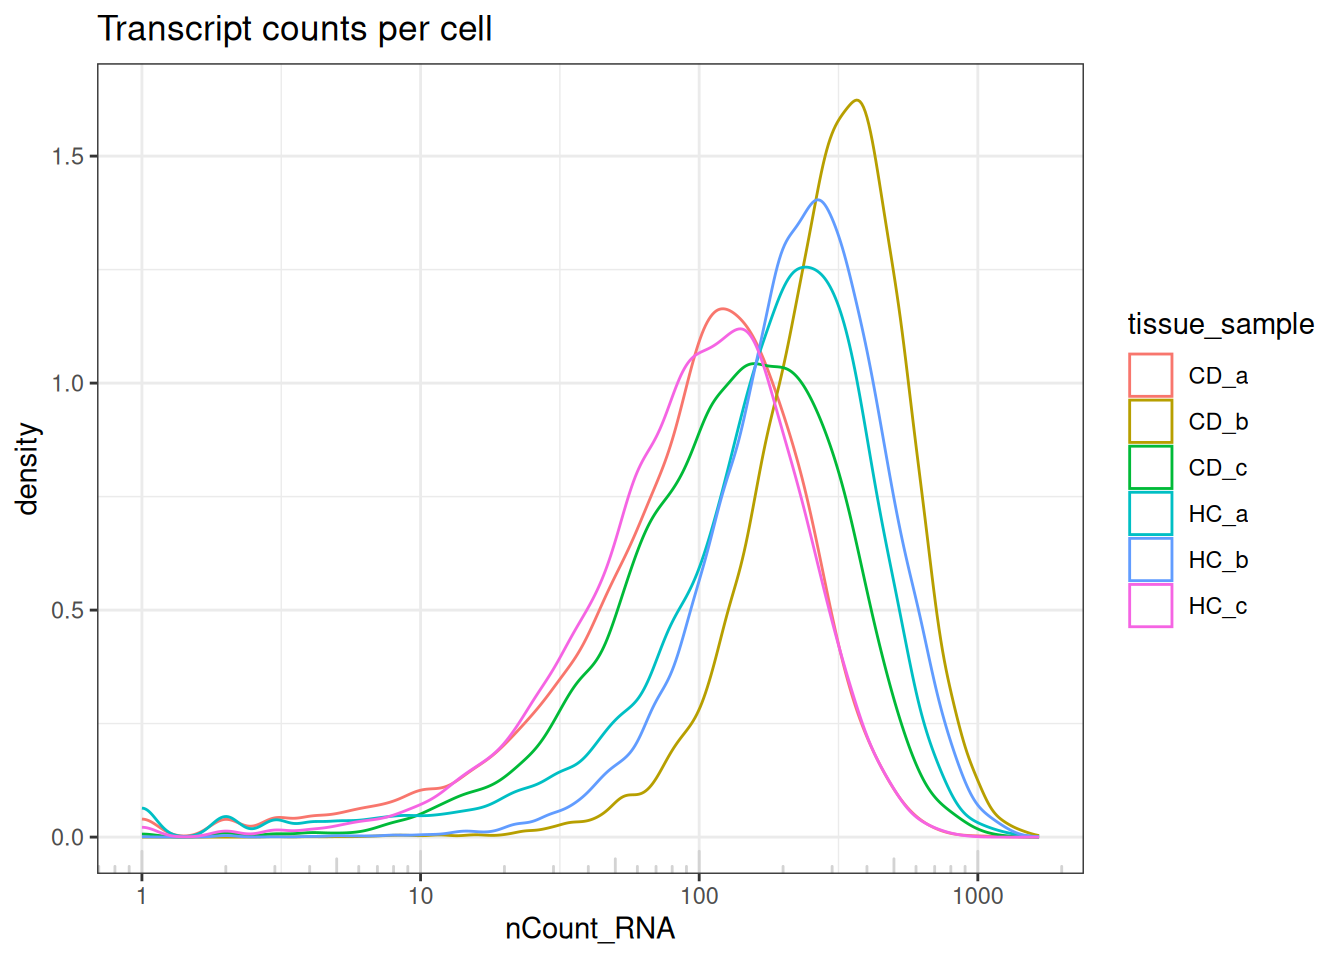 Transcript counts per cell
density
1.5
1.0
0.5
0.0
1 10 100 1000
nCount_RNA
tissue_sample
CD_a
CD_b
CD_c
HC_a
HC_b
HC_c